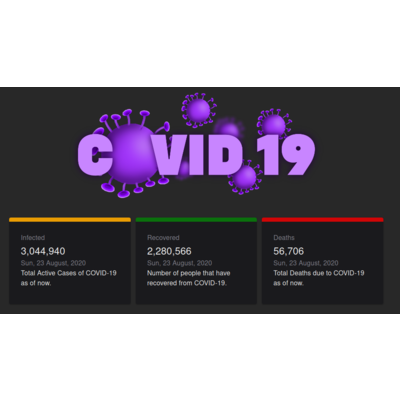 COVID 19
Infected
3,044,940
Sun, 23 August, 2020
Total Active Cases of COVID-19
as of now.
Recovered
2,280,566
Sun, 23 August, 2020
Number of people that have
recovered from COVID-19.
Deaths
56,706
Sun, 23 August, 2020
Total Deaths due to COVID-19
as of now.